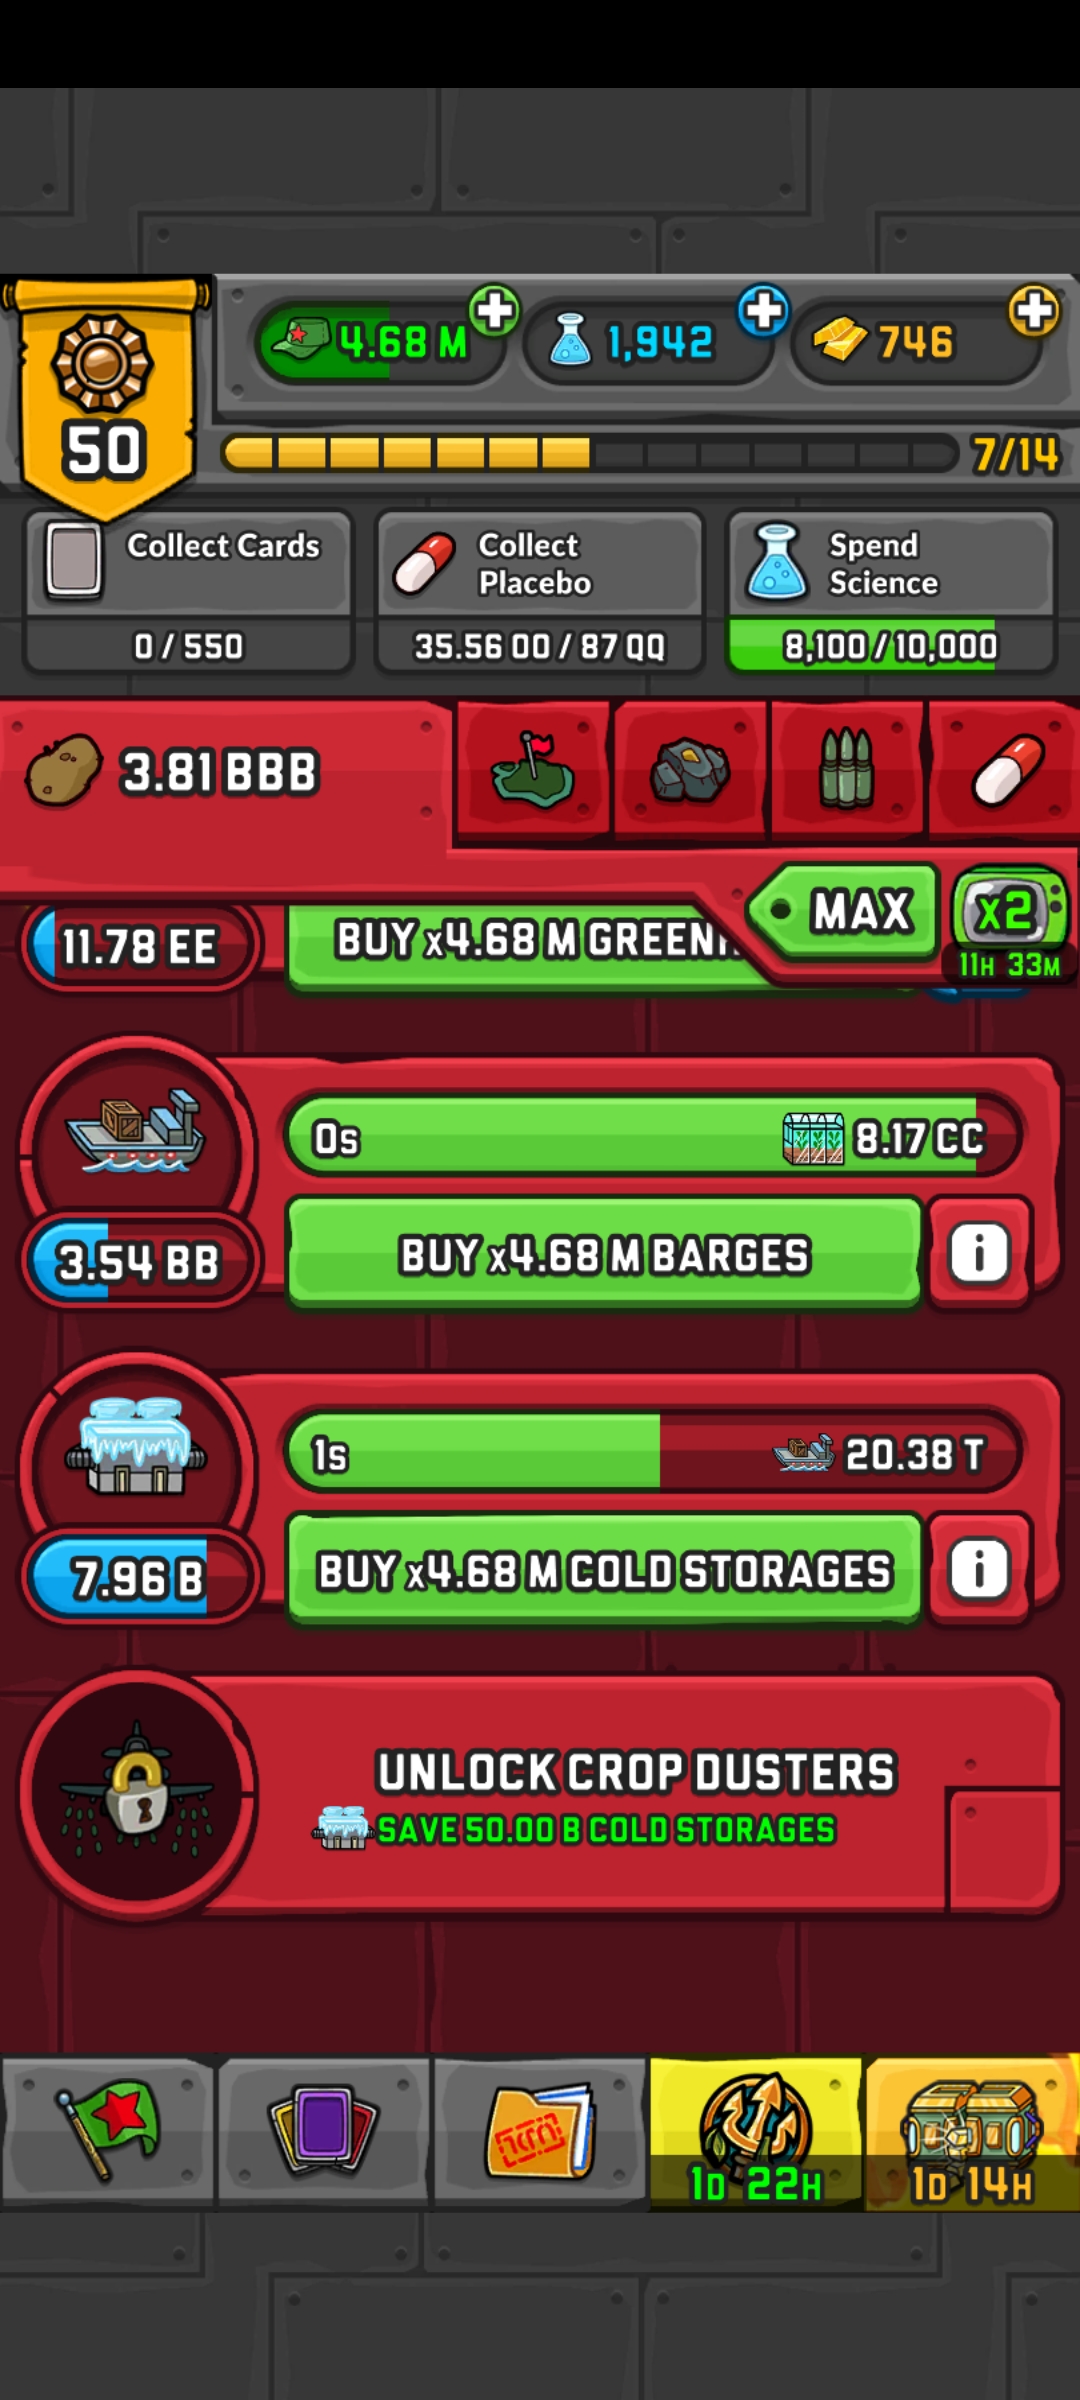 4.68 M
1,942
746
50
7/14
Collect Cards
0 / 550
Collect
Placebo
35.56 OO / 87 QQ
Spend
Science
8,100 / 10,000
3.81 BBB
MAX
x2
11H 33M
11.78 EE
BUY x4.68 M
0s
8.17 CC
3.54 BB
BUY x4.68 M BARGES
i
1s
20.38 T
7.96 B
BUY x4.68 M COLD STORAGES
i
UNLOCK CROP DUSTERS
SAVE 50.00 B COLD STORAGES
1D 22H
1D 14H